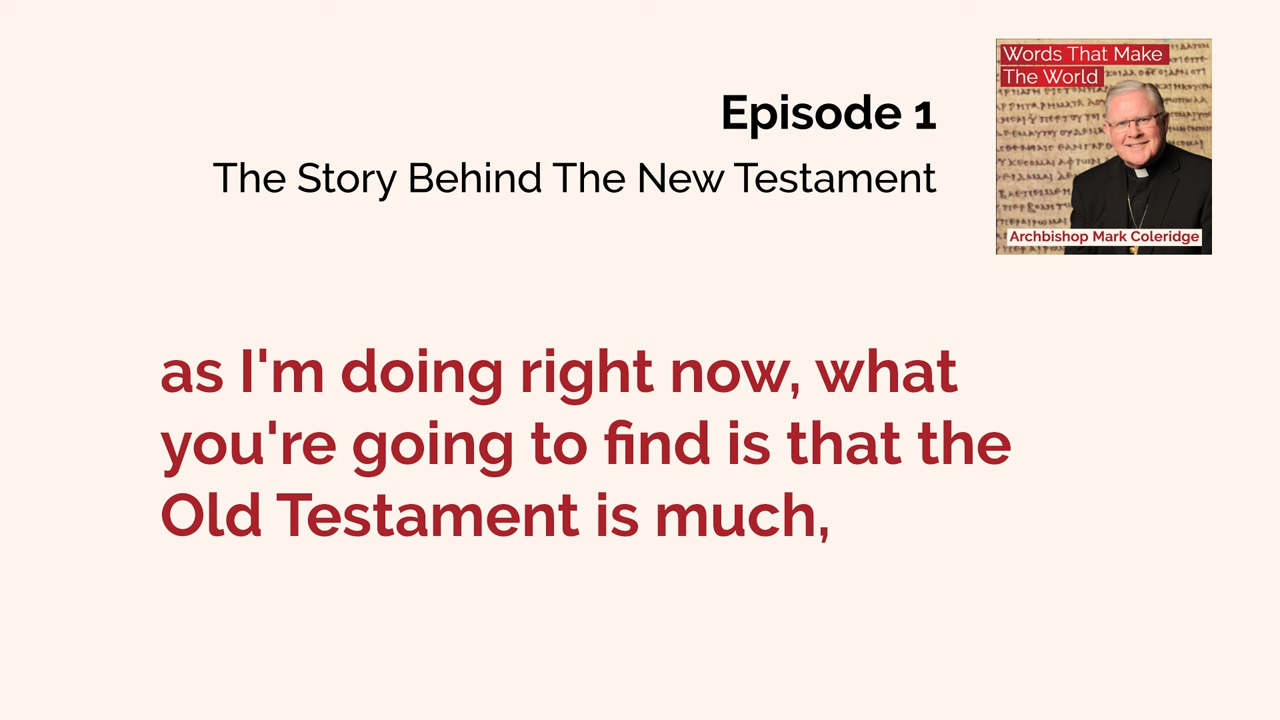 Words That Make
The World
Episode 1
The Story Behind The New Testament
Archbishop Mark Coleridge
as I'm doing right now, what
you're going to find is that the
Old Testament is much,